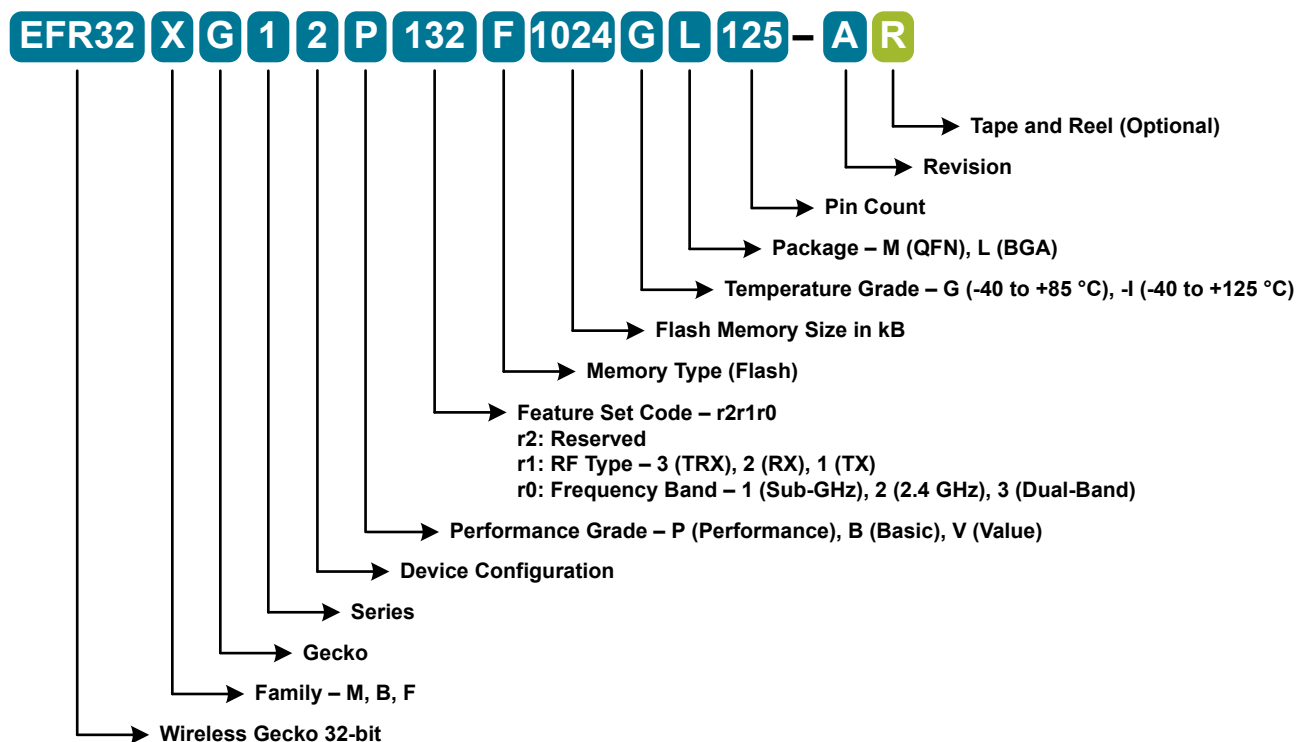 EFR32 X G 1 2 P 132 F 1024 G L 125 – A R
Tape and Reel (Optional)
Revision
Pin Count
Package – M (QFN), L (BGA)
Temperature Grade – G (-40 to +85 °C), -I (-40 to +125 °C)
Flash Memory Size in kB
Memory Type (Flash)
Feature Set Code – r2r1r0
r2: Reserved
r1: RF Type – 3 (TRX), 2 (RX), 1 (TX)
r0: Frequency Band – 1 (Sub-GHz), 2 (2.4 GHz), 3 (Dual-Band)
Performance Grade – P (Performance), B (Basic), V (Value)
Device Configuration
Series
Gecko
Family – M, B, F
Wireless Gecko 32-bit